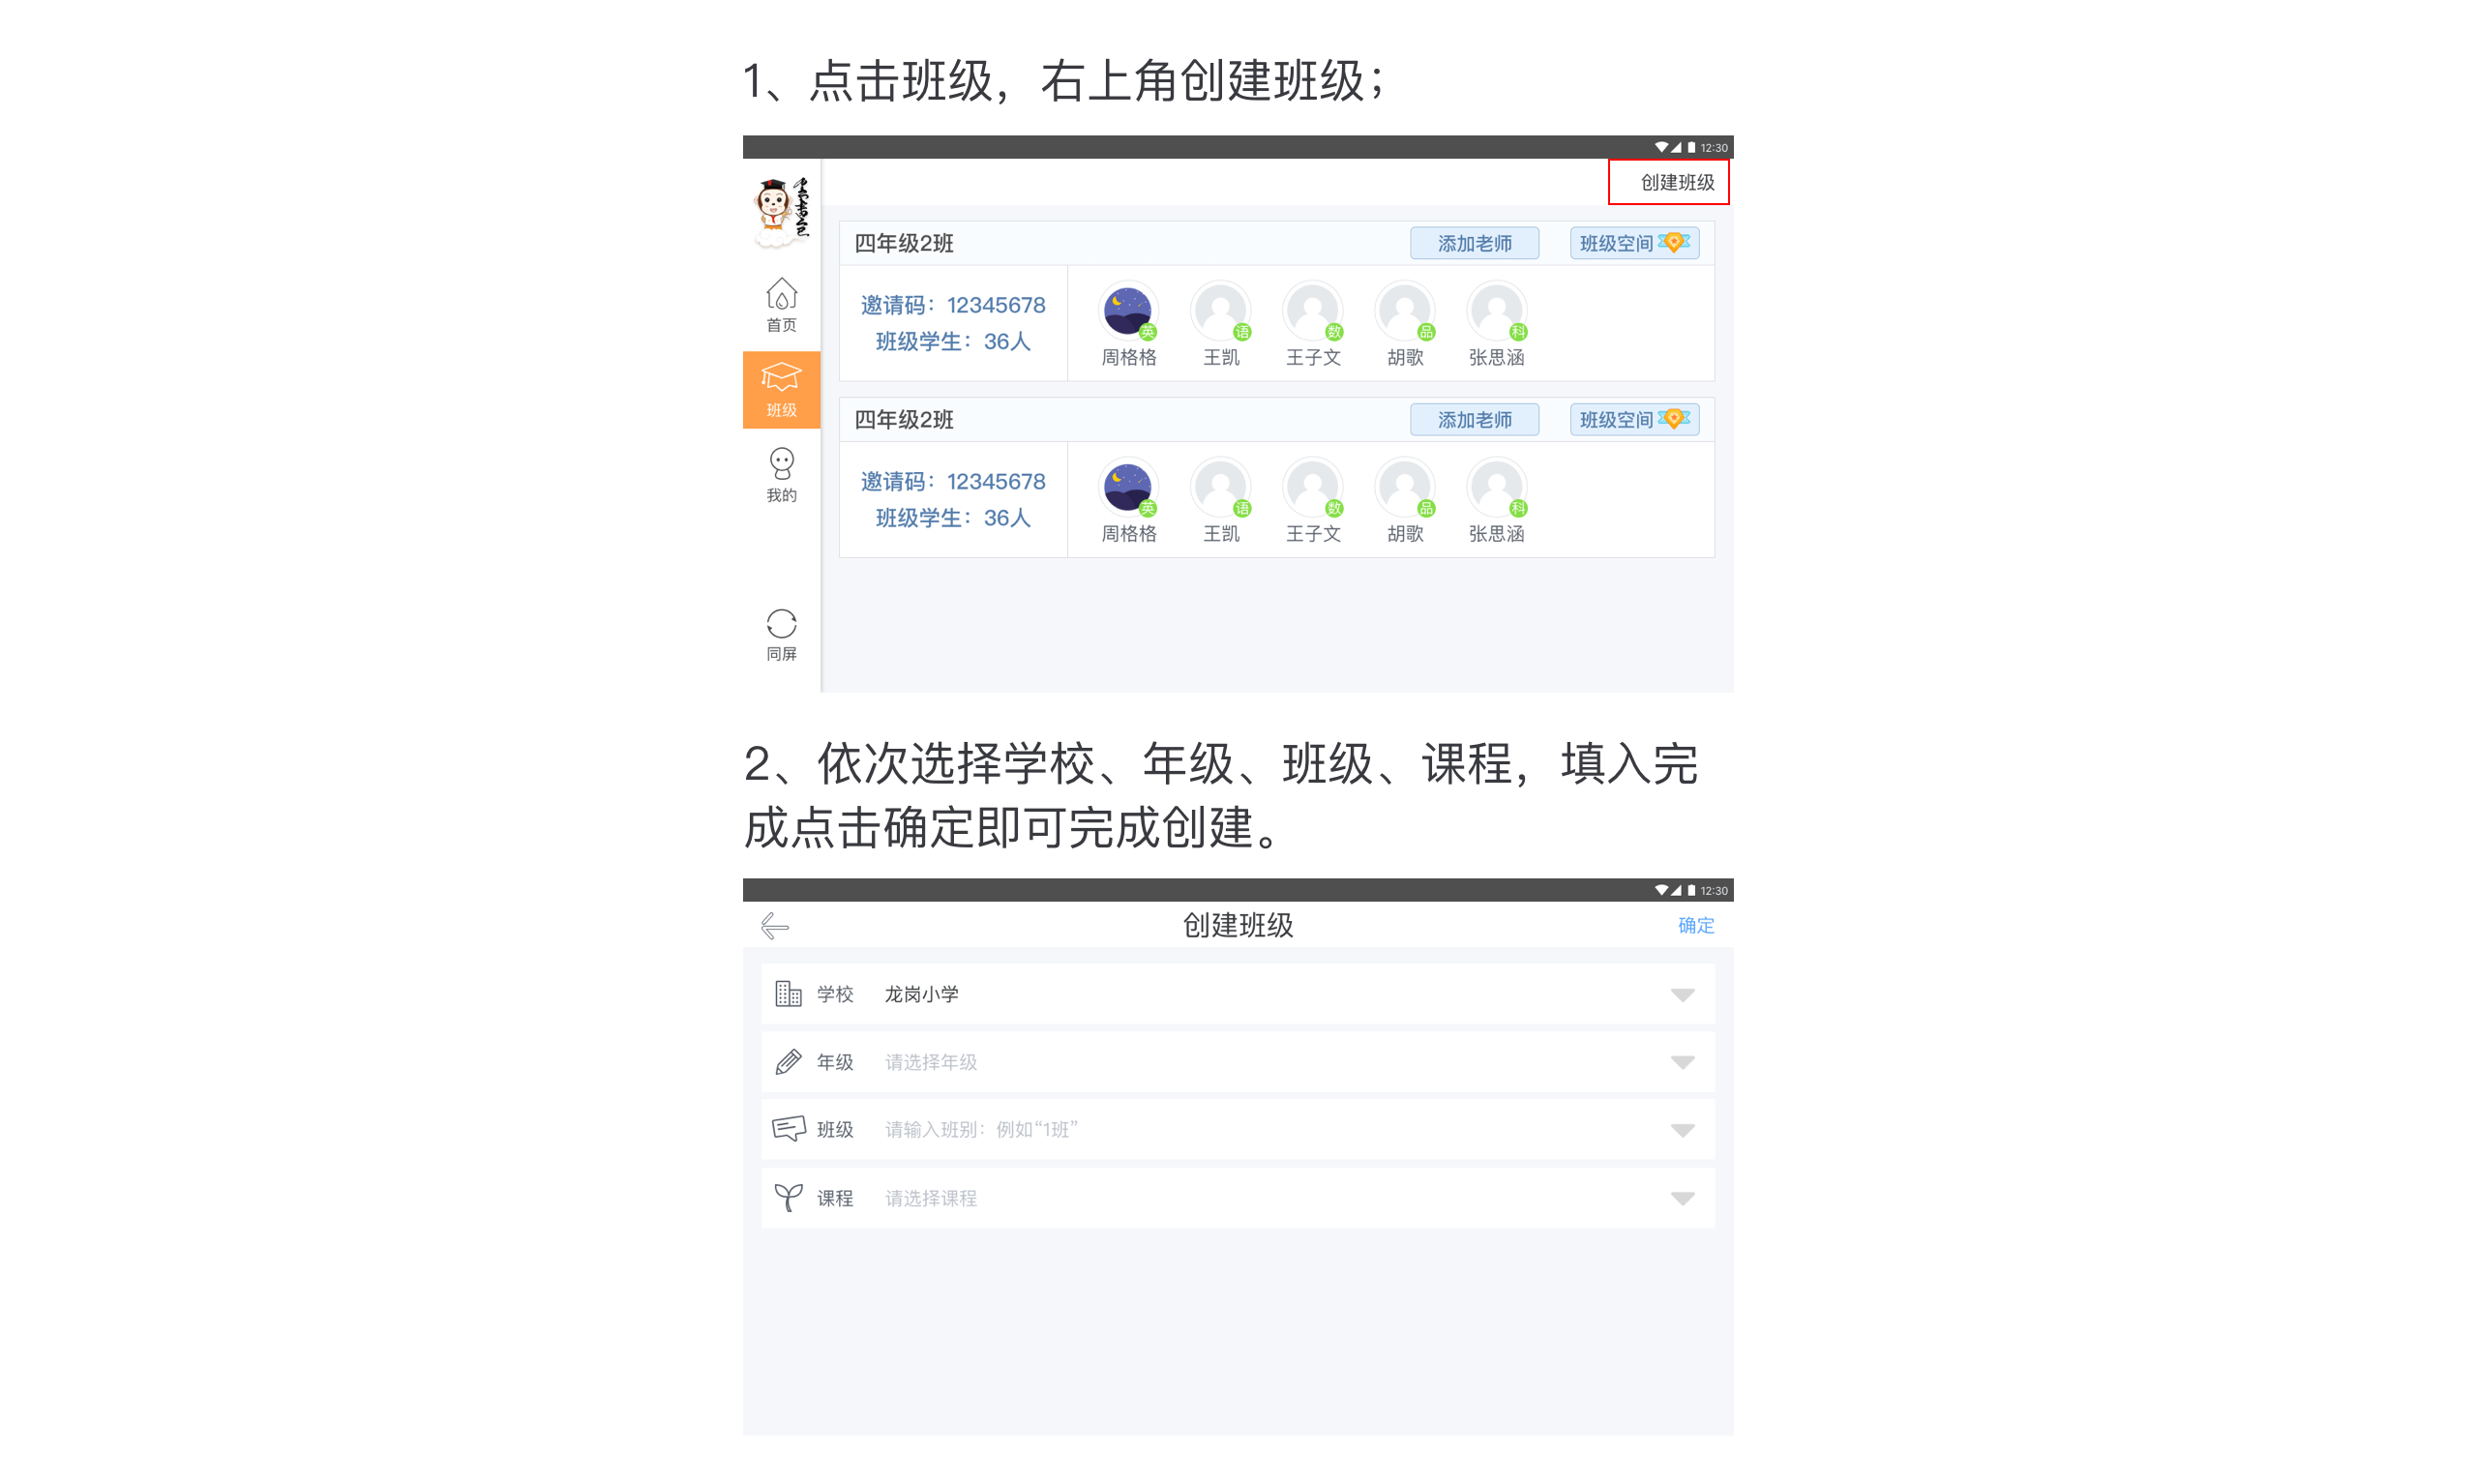 1、点击班级，右上角创建班级；
12:30
创建班级
首页
班级
我的
同屏
四年级2班
添加老师 班级空间
邀请码：12345678
班级学生：36人
英 语 数 品 科
周格格 王凯 王子文 胡歌 张思涵
四年级2班
添加老师 班级空间
邀请码：12345678
班级学生：36人
英 语 数 品 科
周格格 王凯 王子文 胡歌 张思涵
2、依次选择学校、年级、班级、课程，填入完
成点击确定即可完成创建。
12:30
创建班级 确定
学校 龙岗小学
年级 请选择年级
班级 请输入班别：例如“1班”
课程 请选择课程